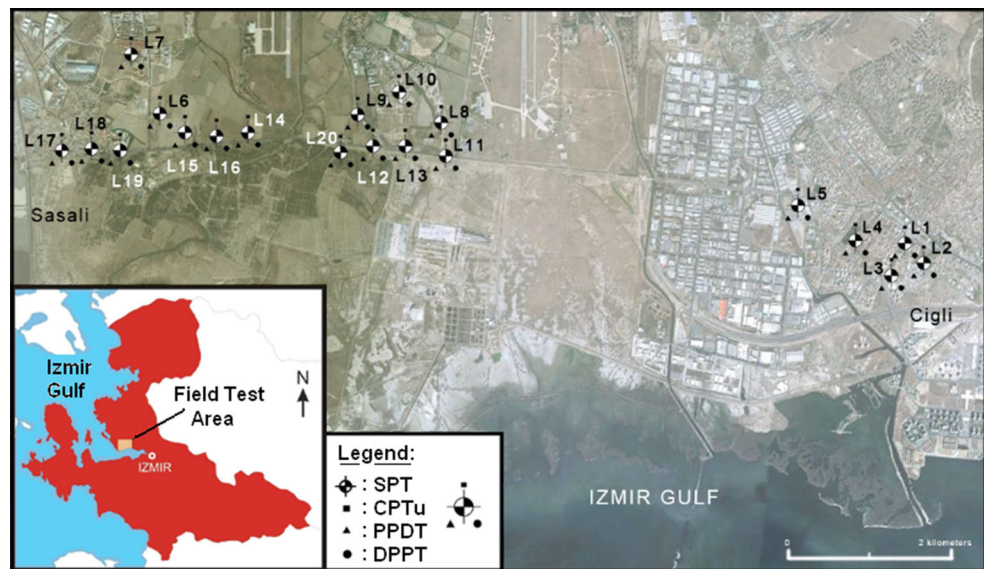 L7
L10
L6
L9
L8
L18
L14
L17
L20
L11
L15
L16
L19
L12
L13
Sasali
L5
L4
L1
L2
L3
Cigli
Izmir
Gulf
Field Test
Area
N
IZMIR
Legend:
: SPT
: CPTu
: PPDT
: DPPT
IZMIR GULF
0
2 kilometers